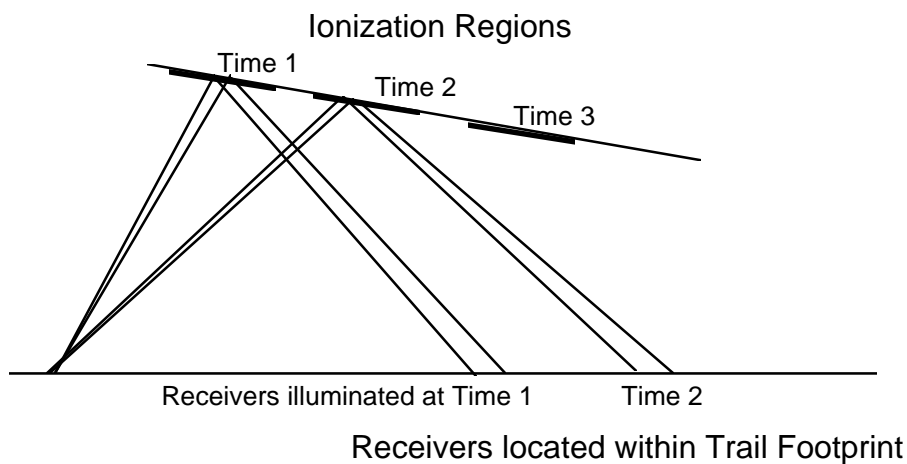 Ionization Regions
Time 1
Time 2
Time 3
Receivers illuminated at Time 1
Time 2
Receivers located within Trail Footprint